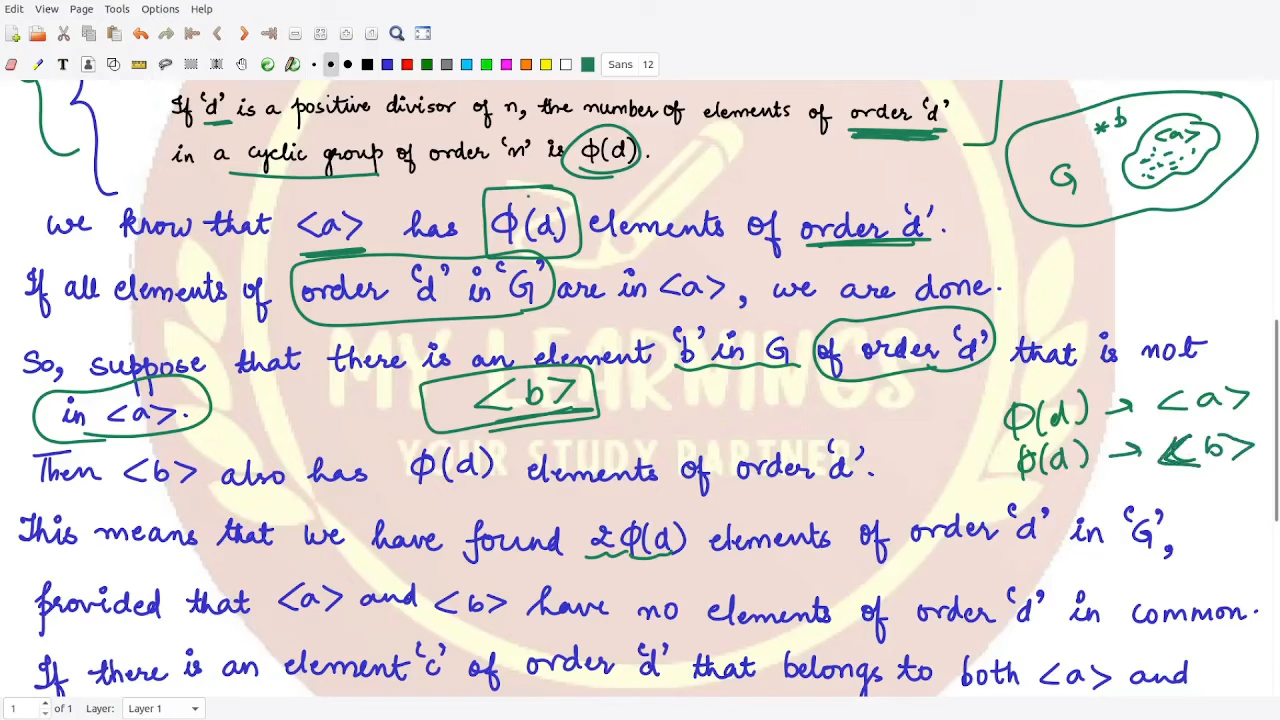 Edit View Page Tools Options Help
T Sans 12
If 'd' is a positive divisor of n, the number of elements of order 'd'
in a cyclic group of order 'n' is ϕ(d).
*b <a>
G
we know that <a> has ϕ(d) elements of order 'd'.
If all elements of order 'd' in 'G' are in <a>, we are done.
So, suppose that there is an element 'b' in G of order 'd' that is not
in <a>. <b>
ϕ(d) → <a>
ϕ(d) → <b>
Then <b> also has ϕ(d) elements of order 'd'.
This means that we have found 2ϕ(d) elements of order 'd' in 'G',
provided that <a> and <b> have no elements of order 'd' in common.
If there is an element 'c' of order 'd' that belongs to both <a> and
MY LEARNINGS
YOUR STUDY PARTNER
1 of 1 Layer: Layer 1